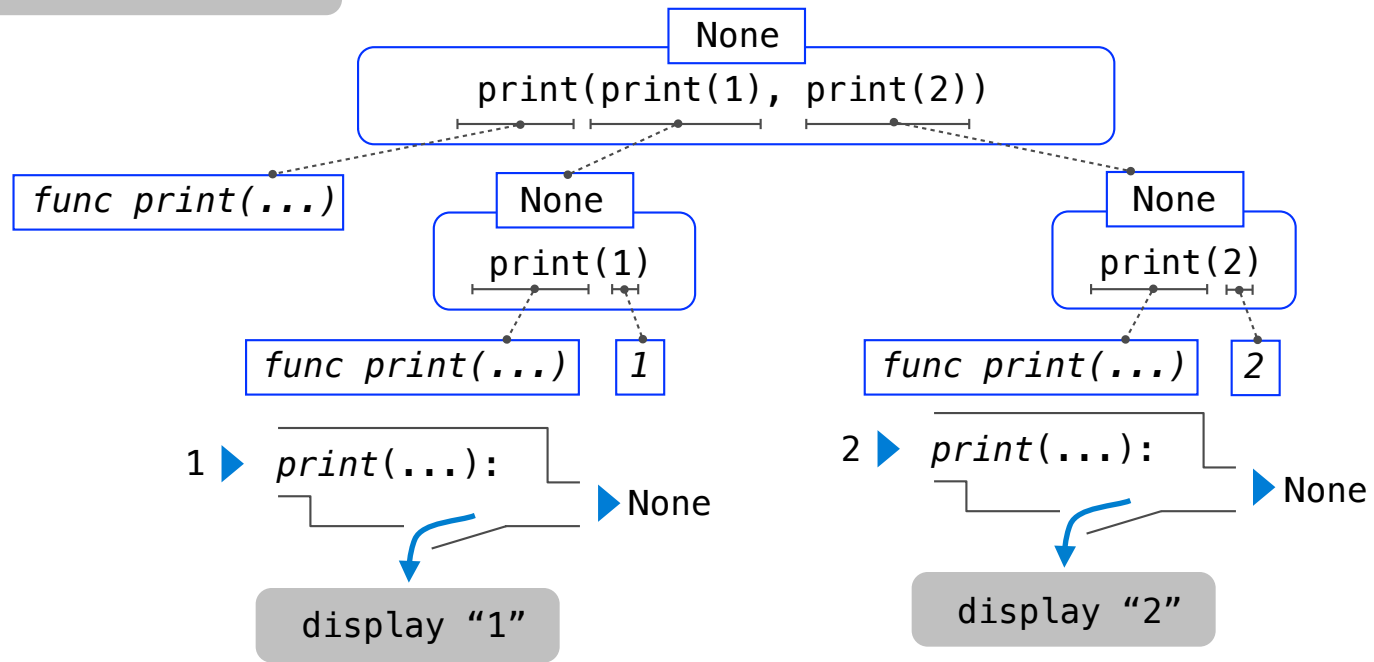 None
print(print(1), print(2))
func print(...)
None
print(1)
func print(...)
1
None
print(2)
func print(...)
2
1
print(...):
None
display “1”
2
print(...):
None
display “2”